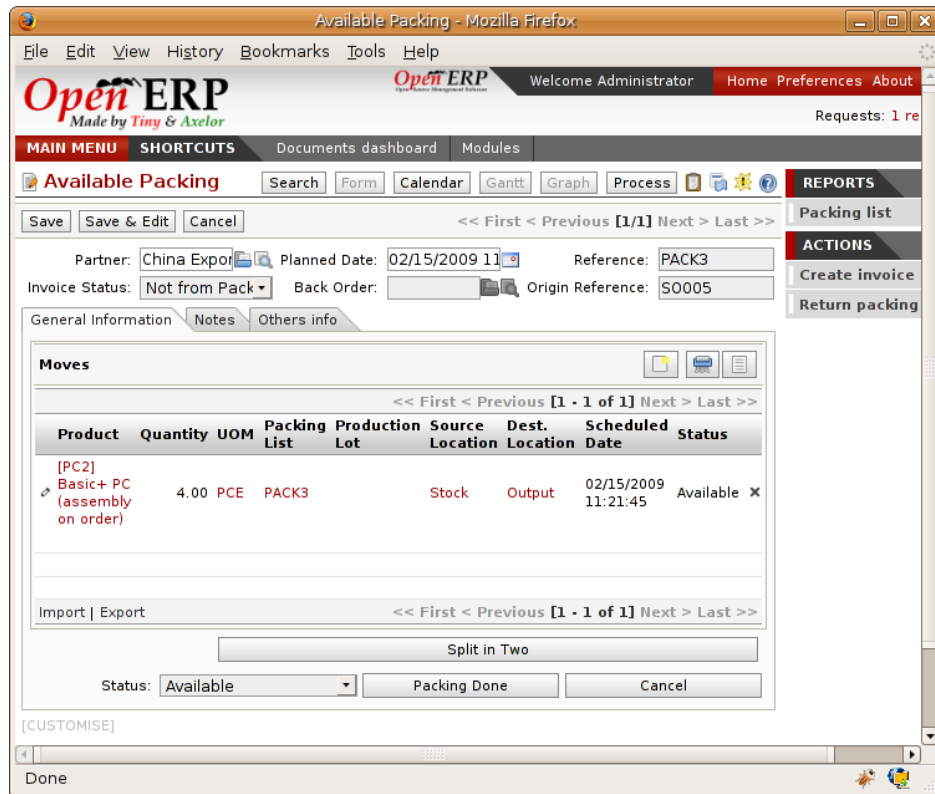 Available Packing - Mozilla Firefox
File Edit View History Bookmarks Tools Help
Open ERP
Made by Tiny & Axelor
Open ERP
Welcome Administrator
Home Preferences About
Requests: 1 re
MAIN MENU SHORTCUTS Documents dashboard Modules
Available Packing Search Form Calendar Gantt Graph Process
Save Save & Edit Cancel << First < Previous [1/1] Next > Last >>
Partner: China Expor Planned Date: 02/15/2009 11 Reference: PACK3
Invoice Status: Not from Pack Back Order: Origin Reference: SO005
General Information Notes Others info
Moves
<< First < Previous [1 - 1 of 1] Next > Last >>
Product Quantity UOM Packing List Production Lot Source Location Dest. Location Scheduled Date Status
[PC2]
Basic+ PC
(assembly
on order)
4.00 PCE PACK3 Stock Output 02/15/2009 11:21:45 Available
Import | Export << First < Previous [1 - 1 of 1] Next > Last >>
Split in Two
Status: Available Packing Done Cancel
[CUSTOMISE]
REPORTS
Packing list
ACTIONS
Create invoice
Return packing
Done